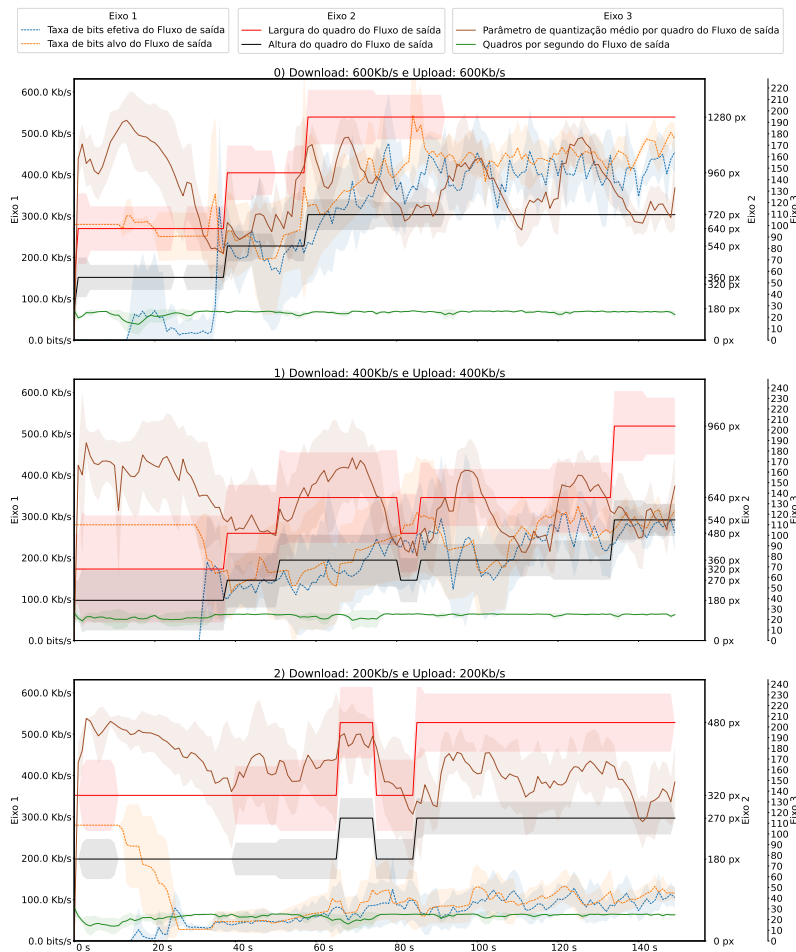 Eixo 1
Taxa de bits efetiva do Fluxo de saída
Taxa de bits alvo do Fluxo de saída
Eixo 2
Largura do quadro do Fluxo de saída
Altura do quadro do Fluxo de saída
Eixo 3
Parâmetro de quantização médio por quadro do Fluxo de saída
Quadros por segundo do Fluxo de saída
0) Download: 600Kb/s e Upload: 600Kb/s
600.0 Kb/s
500.0 Kb/s
400.0 Kb/s
300.0 Kb/s
200.0 Kb/s
100.0 Kb/s
0.0 bits/s
Eixo 1
1280 px
960 px
720 px
640 px
540 px
360 px
320 px
180 px
0 px
Eixo 2
220
210
200
190
180
170
160
150
140
130
120
110
100
90
80
70
60
50
40
30
20
10
0
Eixo 3
1) Download: 400Kb/s e Upload: 400Kb/s
600.0 Kb/s
500.0 Kb/s
400.0 Kb/s
300.0 Kb/s
200.0 Kb/s
100.0 Kb/s
0.0 bits/s
Eixo 1
960 px
640 px
540 px
480 px
360 px
320 px
270 px
180 px
0 px
Eixo 2
240
230
220
210
200
190
180
170
160
150
140
130
120
110
100
90
80
70
60
50
40
30
20
10
0
Eixo 3
2) Download: 200Kb/s e Upload: 200Kb/s
600.0 Kb/s
500.0 Kb/s
400.0 Kb/s
300.0 Kb/s
200.0 Kb/s
100.0 Kb/s
0.0 bits/s
Eixo 1
480 px
320 px
270 px
180 px
0 px
Eixo 2
240
230
220
210
200
190
180
170
160
150
140
130
120
110
100
90
80
70
60
50
40
30
20
10
0
Eixo 3
0 s
20 s
40 s
60 s
80 s
100 s
120 s
140 s